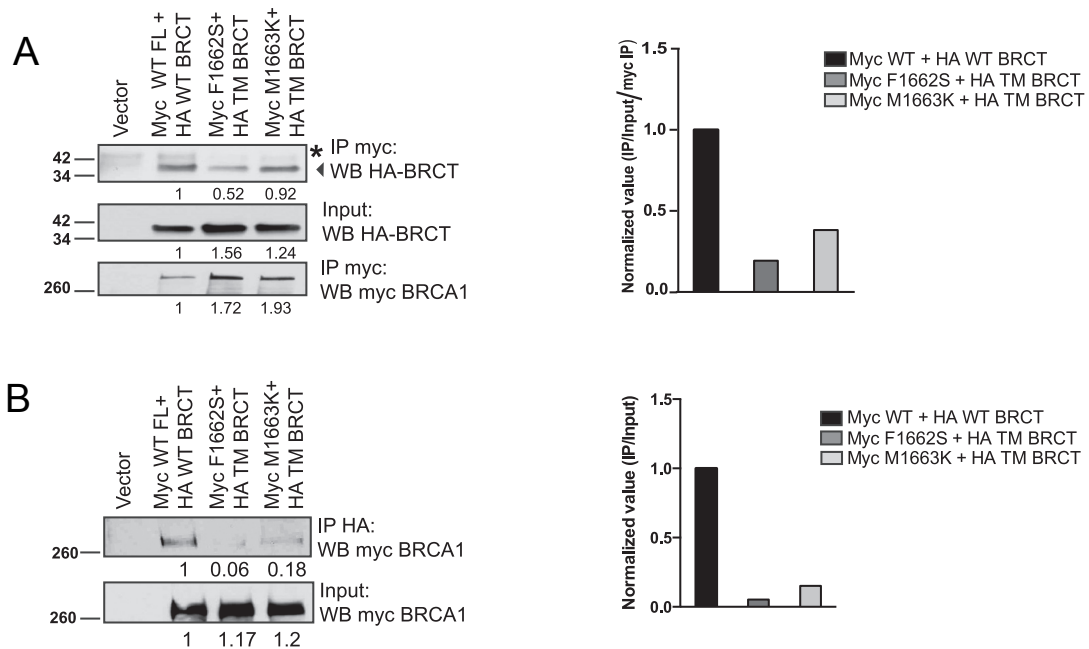 A
Vector
Myc WT FL +
HA WT BRCT
Myc F1662S+
HA TM BRCT
Myc M1663K+
HA TM BRCT
42
34
* IP myc:
WB HA-BRCT
1 0.52 0.92
42
34
Input:
WB HA-BRCT
1 1.56 1.24
260
IP myc:
WB myc BRCA1
1 1.72 1.93
Normalized value (IP/Input/myc IP)
1.5
1.0
0.5
0.0
Myc WT + HA WT BRCT
Myc F1662S + HA TM BRCT
Myc M1663K + HA TM BRCT
B
Vector
Myc WT FL+
HA WT BRCT
Myc F1662S+
HA TM BRCT
Myc M1663K+
HA TM BRCT
260
IP HA:
WB myc BRCA1
1 0.06 0.18
260
Input:
WB myc BRCA1
1 1.17 1.2
Normalized value (IP/Input)
1.5
1.0
0.5
0.0
Myc WT + HA WT BRCT
Myc F1662S + HA TM BRCT
Myc M1663K + HA TM BRCT